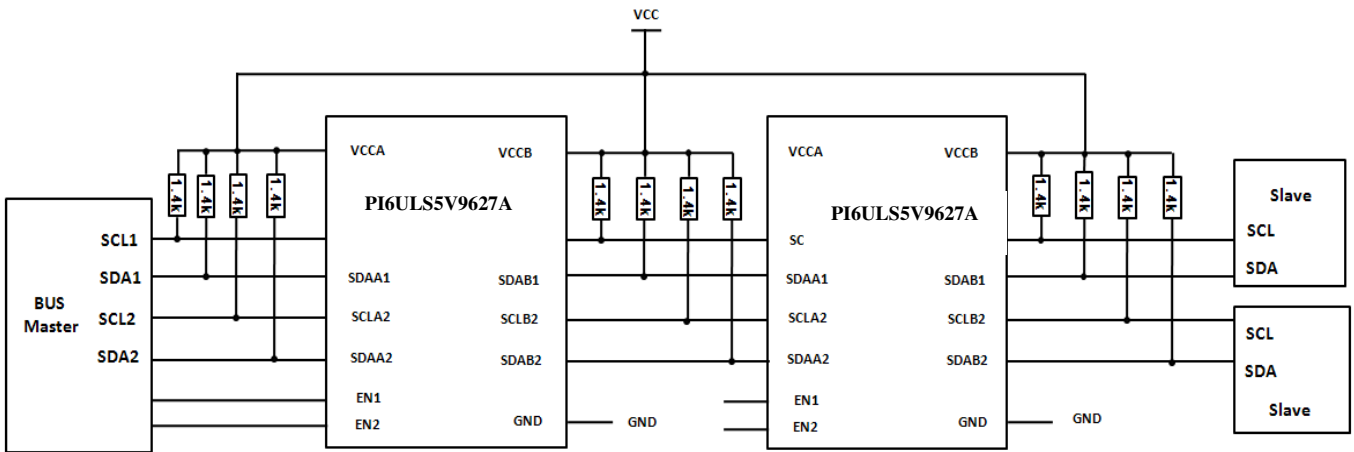 VCC
1.4k
1.4k
1.4k
1.4k
1.4k
1.4k
1.4k
1.4k
1.4k
1.4k
1.4k
1.4k
BUS
Master
SCL1
SDA1
SCL2
SDA2
VCCA
VCCB
PI6ULS5V9627A
SDAA1
SDAB1
SCLA2
SCLB2
SDAA2
SDAB2
EN1
EN2
GND
GND
VCCA
VCCB
PI6ULS5V9627A
SC
SDAA1
SDAB1
SCLA2
SCLB2
SDAA2
SDAB2
EN1
EN2
GND
GND
Slave
SCL
SDA
SCL
SDA
Slave